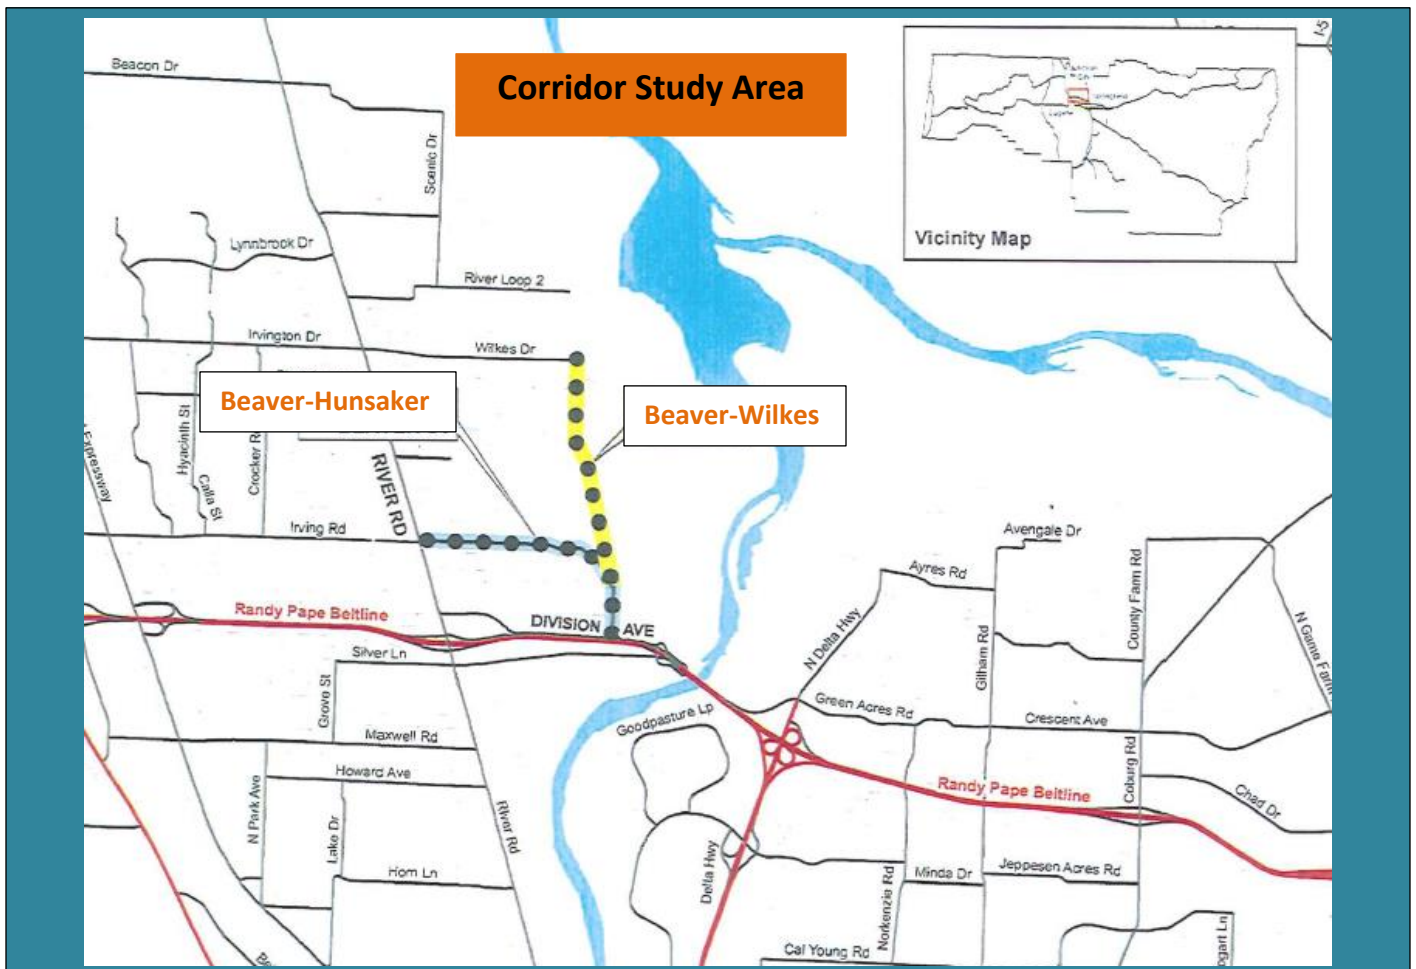 Corridor Study Area
I-5
Vicinity Map
Beacon Dr
Scenic Dr
Lynnbrook Dr
River Loop 2
Irvington Dr
Wilkes Dr
Beaver-Hunsaker
Beaver-Wilkes
Hyacinth St
Calla St
Crocker Rd
Expressway
RIVER RD
Irving Rd
Avengale Dr
Ayres Rd
County Farm Rd
N Game Farm
Randy Pape Beltline
DIVISION AVE
Silver Ln
N Delta Hwy
Gilham Rd
Grove St
Goodpasture Lp
Green Acres Rd
Crescent Ave
Maxwell Rd
Howard Ave
Coburg Rd
Randy Pape Beltline
Chad Dr
N Park Ave
Lake Dr
River Rd
Horn Ln
Delta Hwy
Norkenzie Rd
Minda Dr
Jeppesen Acres Rd
Cal Young Rd